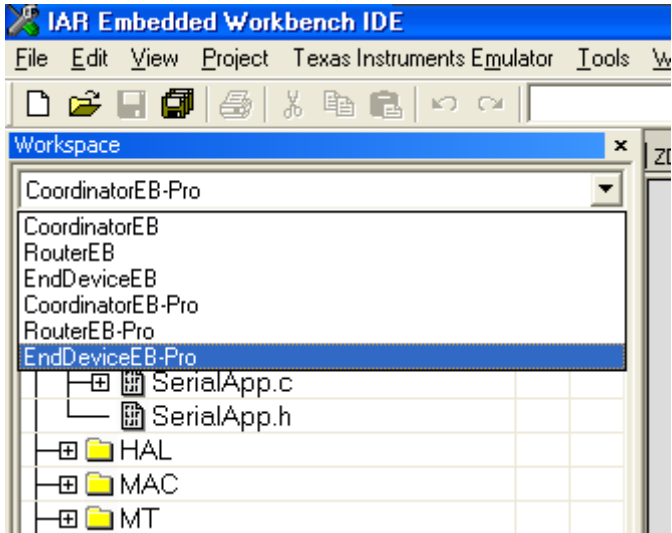 IAR Embedded Workbench IDE
File Edit View Project Texas Instruments Emulator Tools
Workspace
CoordinatorEB-Pro
CoordinatorEB
RouterEB
EndDeviceEB
CoordinatorEB-Pro
RouterEB-Pro
EndDeviceEB-Pro
SerialApp.c
SerialApp.h
HAL
MAC
MT